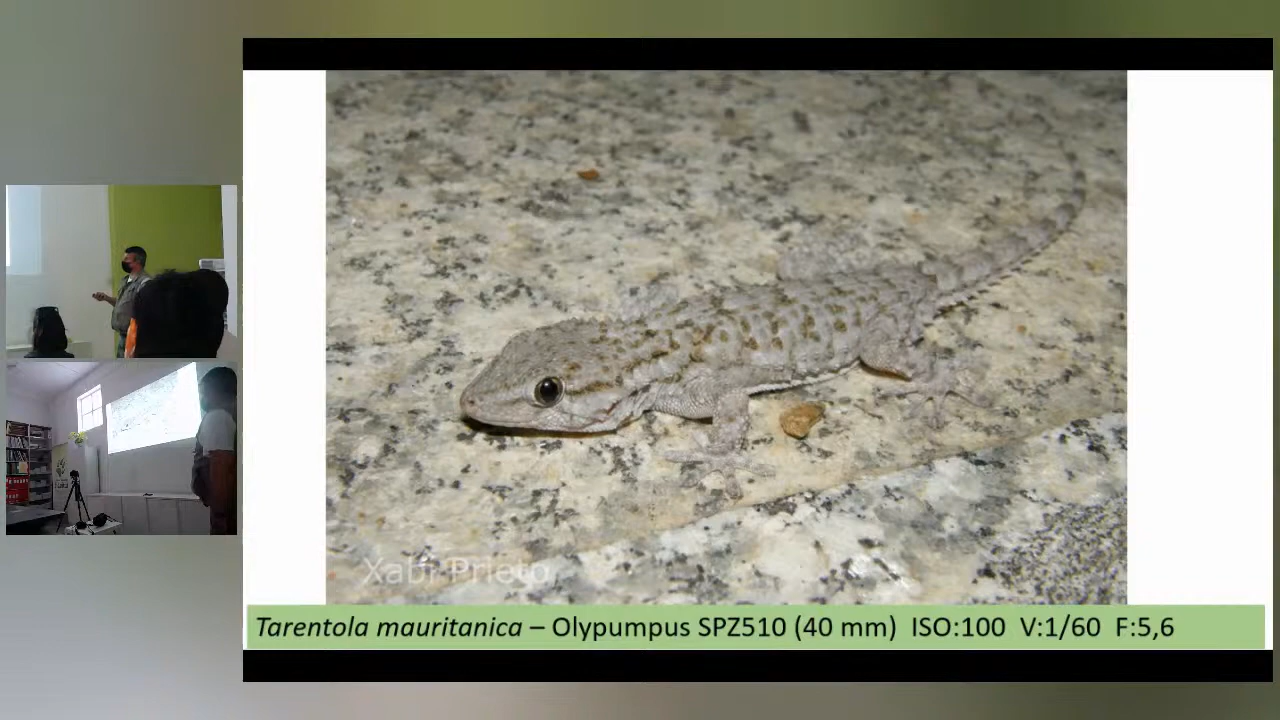 Xabi Prieto
Tarentola mauritanica – Olypumpus SPZ510 (40 mm) ISO:100 V:1/60 F:5,6